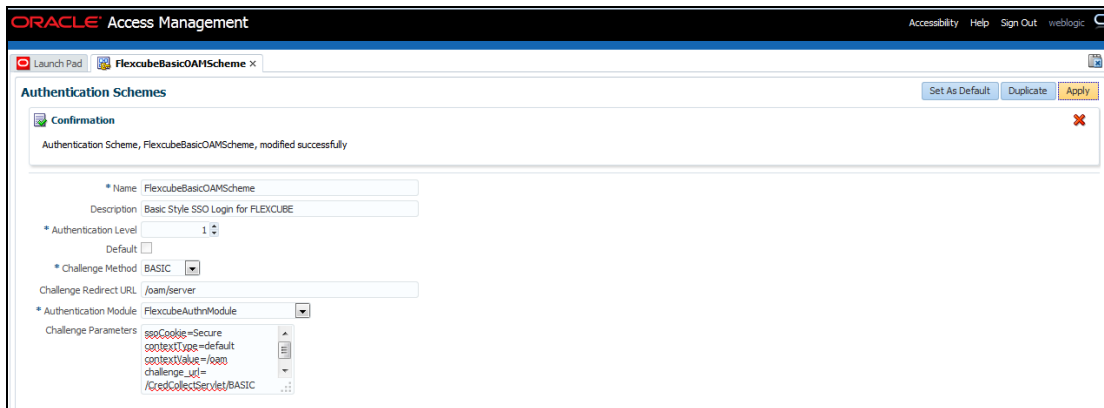 ORACLE Access Management
Accessibility Help Sign Out weblogic
Launch Pad FlexcubeBasicOAMScheme ×
Authentication Schemes
Set As Default Duplicate Apply
Confirmation
Authentication Scheme, FlexcubeBasicOAMScheme, modified successfully
* Name FlexcubeBasicOAMScheme
Description Basic Style SSO Login for FLEXCUBE
* Authentication Level 1
Default
* Challenge Method BASIC
Challenge Redirect URL /oam/server
* Authentication Module FlexcubeAuthnModule
Challenge Parameters ssoCookie=Secure
contextType=default
contextValue=/oam
challenge_url=
/CredCollectServlet/BASIC